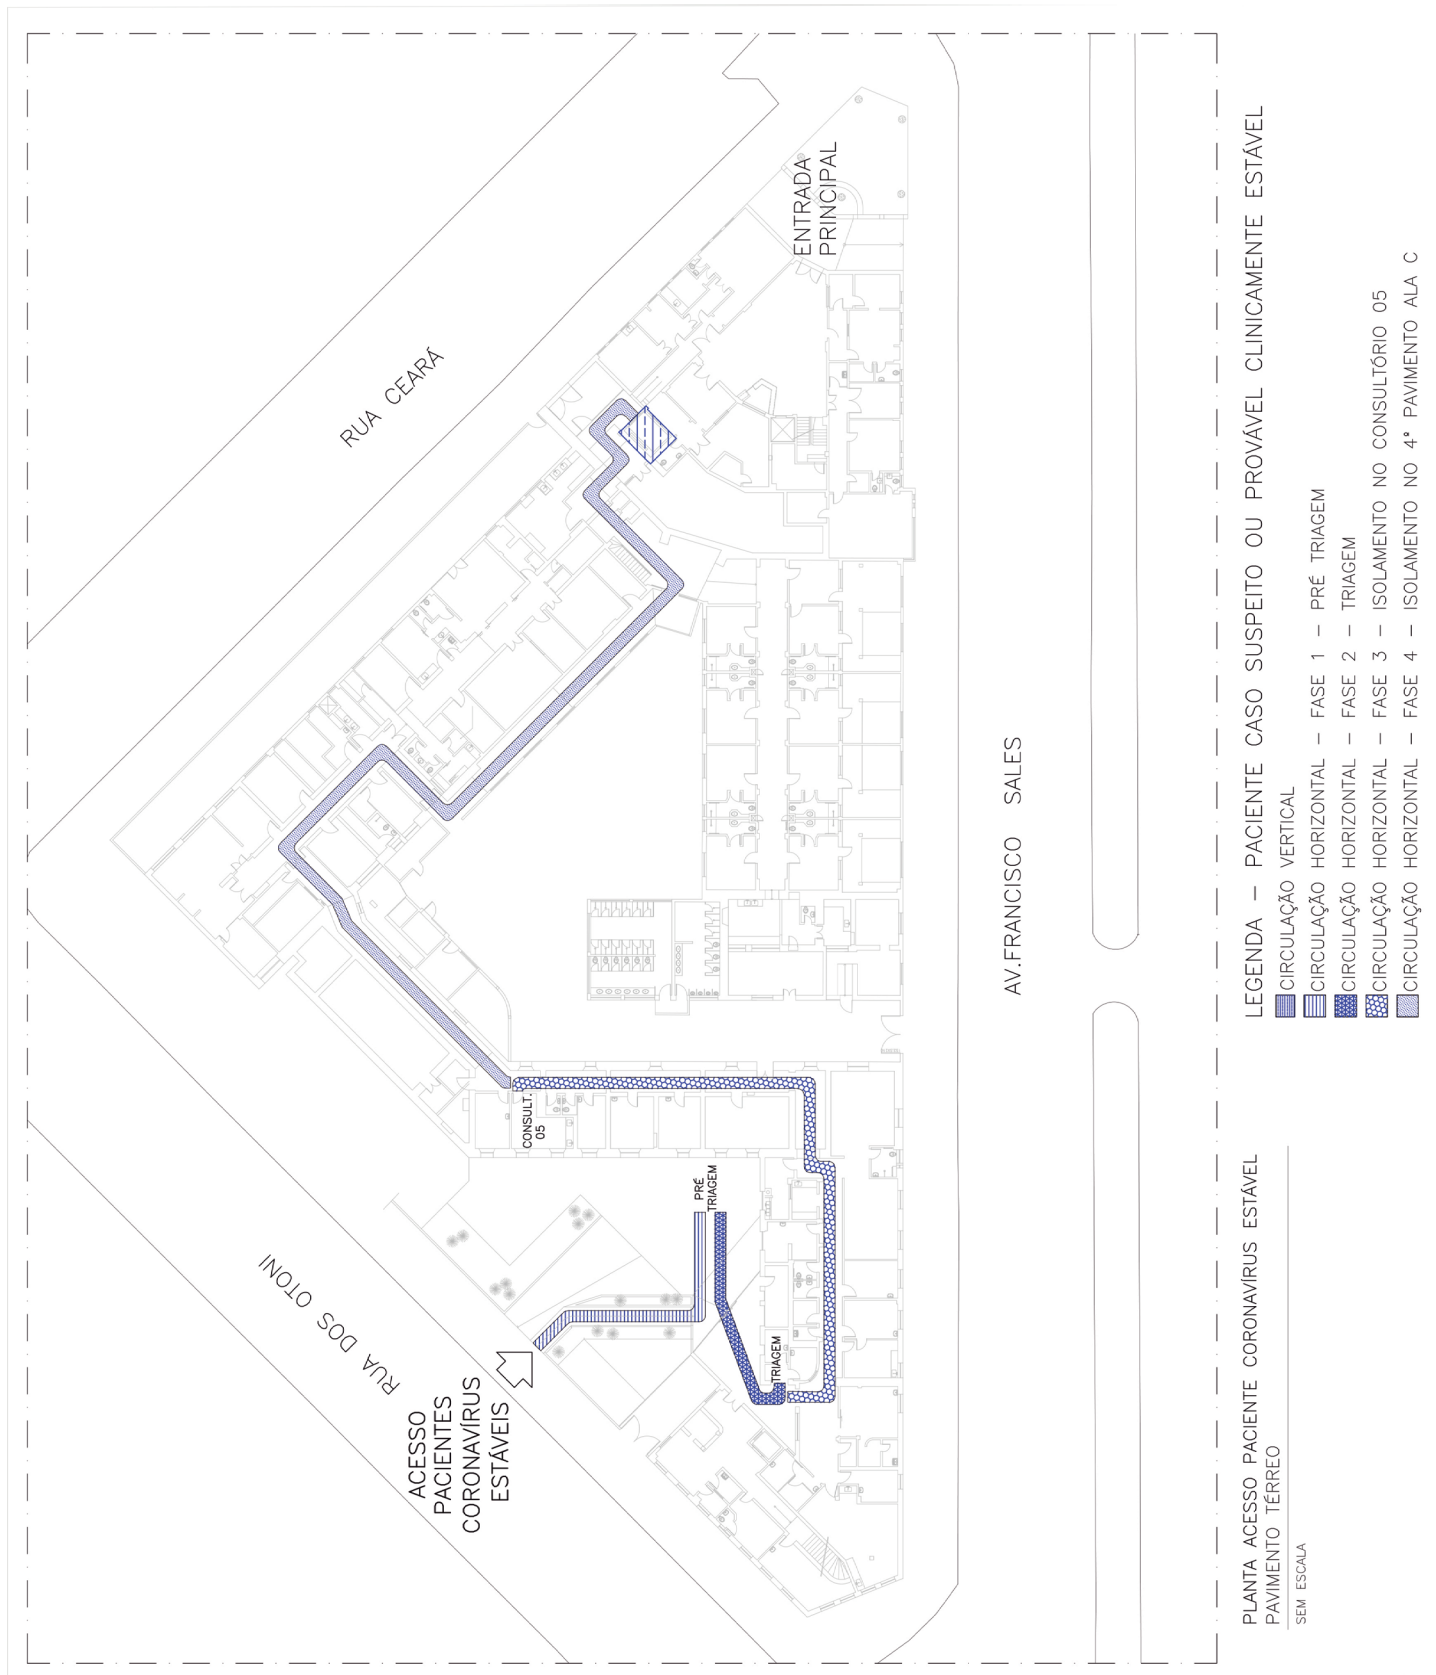 RUA CEARÁ
ENTRADA
PRINCIPAL
AV.FRANCISCO SALES
RUA DOS OTONI
ACESSO
PACIENTES
CORONAVÍRUS
ESTÁVEIS
CONSULT.
05
PRÉ
TRIAGEM
TRIAGEM
LEGENDA – PACIENTE CASO SUSPEITO OU PROVÁVEL CLINICAMENTE ESTÁVEL
CIRCULAÇÃO VERTICAL
CIRCULAÇÃO HORIZONTAL – FASE 1 – PRÉ TRIAGEM
CIRCULAÇÃO HORIZONTAL – FASE 2 – TRIAGEM
CIRCULAÇÃO HORIZONTAL – FASE 3 – ISOLAMENTO NO CONSULTÓRIO 05
CIRCULAÇÃO HORIZONTAL – FASE 4 – ISOLAMENTO NO 4º PAVIMENTO ALA C
PLANTA ACESSO PACIENTE CORONAVÍRUS ESTÁVEL
PAVIMENTO TÉRREO
SEM ESCALA